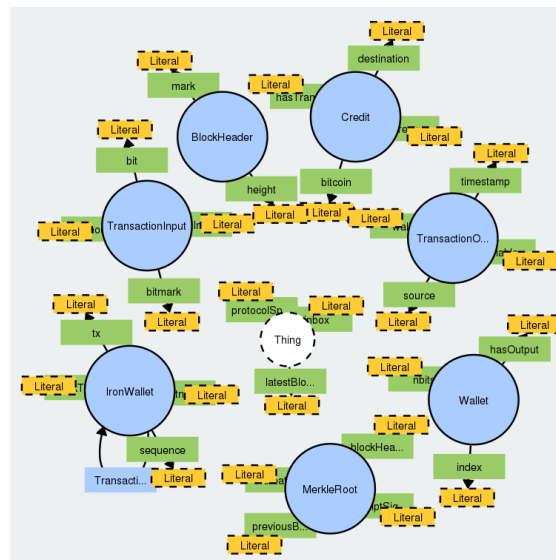 Literal
Literal
mark
destination
Literal
Literal
hasTran
BlockHeader
Credit
Literal
Literal
Literal
bit
timestamp
height
bitcoin
Literal
Literal
Literal
Literal
TransactionInput
Literal
Literal
TransactionO...
Literal
bitmark
source
Literal
Literal
Literal
Literal
protocolSp
Literal
Literal
tx
Thing
Literal
hasOutput
latestBlo...
Literal
Literal
Literal
IronWallet
Literal
Wallet
Literal
sequence
blockHea...
index
Transacti...
Literal
Literal
MerkleRoot
Literal
Literal
previousB...
Literal